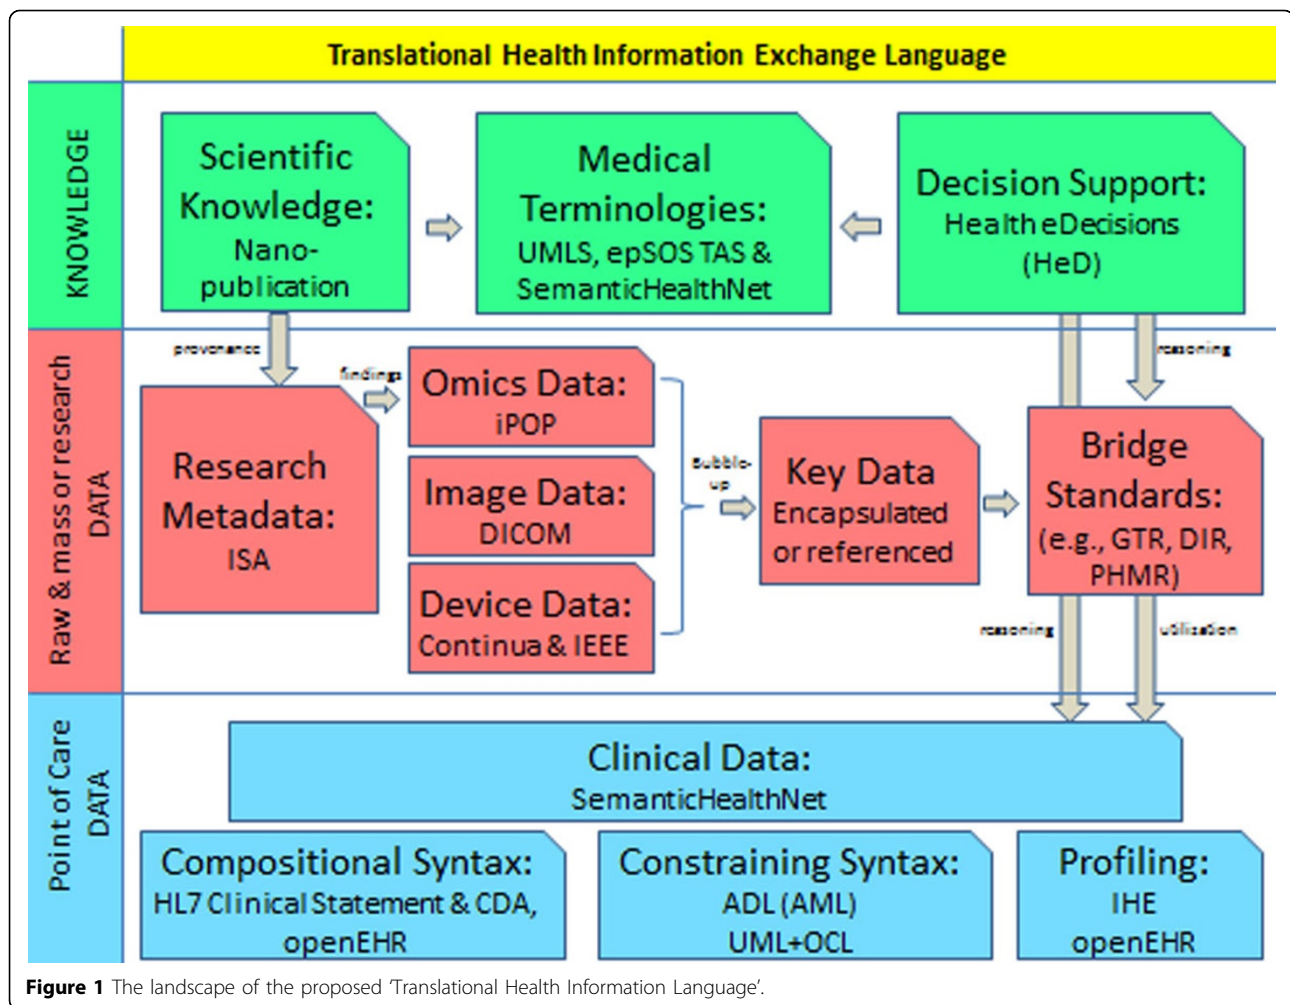 Translational Health Information Exchange Language
KNOWLEDGE
Scientific
Knowledge:
Nano-
publication
Medical
Terminologies:
UMLS, epSOS TAS &
SemanticHealthNet
Decision Support:
Health eDecisions
(HeD)
Raw & mass or research
DATA
provenance
findings
reasoning
Research
Metadata:
ISA
Omics Data:
iPOP
Image Data:
DICOM
Device Data:
Continua & IEEE
Bubble-
up
Key Data
Encapsulated
or referenced
Bridge
Standards:
(e.g., GTR, DIR,
PHMR)
reasoning
utilization
Point of Care
DATA
Clinical Data:
SemanticHealthNet
Compositional Syntax:
HL7 Clinical Statement & CDA,
openEHR
Constraining Syntax:
ADL (AML)
UML+OCL
Profiling:
IHE
openEHR
Figure 1 The landscape of the proposed 'Translational Health Information Language'.